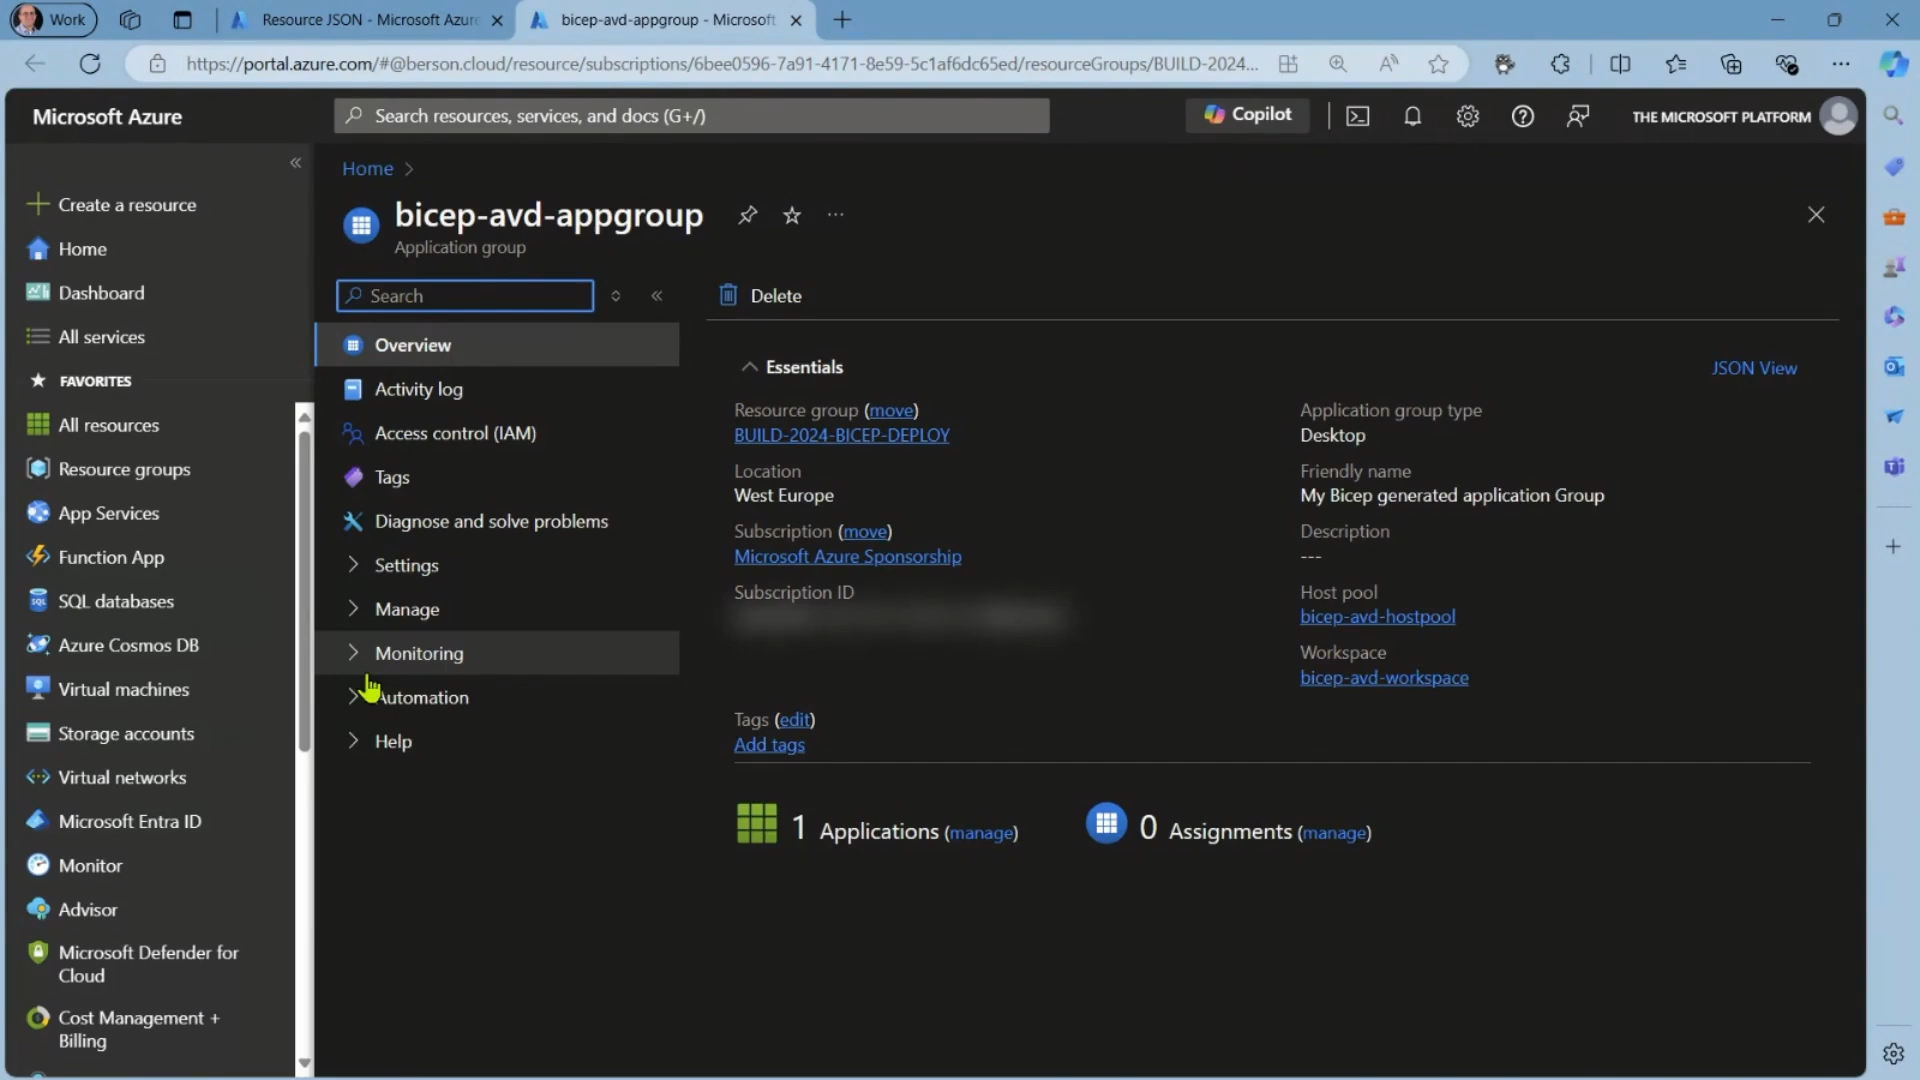 Work
Resource JSON - Microsoft Azure
bicep-avd-appgroup - Microsoft
https://portal.azure.com/#@berson.cloud/resource/subscriptions/6bee0596-7a91-4171-8e59-5c1af6dc65ed/resourceGroups/BUILD-2024...
Microsoft Azure
Search resources, services, and docs (G+/)
Copilot
THE MICROSOFT PLATFORM
Create a resource
Home
Dashboard
All services
FAVORITES
All resources
Resource groups
App Services
Function App
SQL databases
Azure Cosmos DB
Virtual machines
Storage accounts
Virtual networks
Microsoft Entra ID
Monitor
Advisor
Microsoft Defender for
Cloud
Cost Management +
Billing
Home
bicep-avd-appgroup
Application group
Search
Overview
Activity log
Access control (IAM)
Tags
Diagnose and solve problems
Settings
Manage
Monitoring
Automation
Help
Delete
Essentials
JSON View
Resource group (move)
BUILD-2024-BICEP-DEPLOY
Location
West Europe
Subscription (move)
Microsoft Azure Sponsorship
Subscription ID
Application group type
Desktop
Friendly name
My Bicep generated application Group
Description
---
Host pool
bicep-avd-hostpool
Workspace
bicep-avd-workspace
Tags (edit)
Add tags
1 Applications (manage)
0 Assignments (manage)